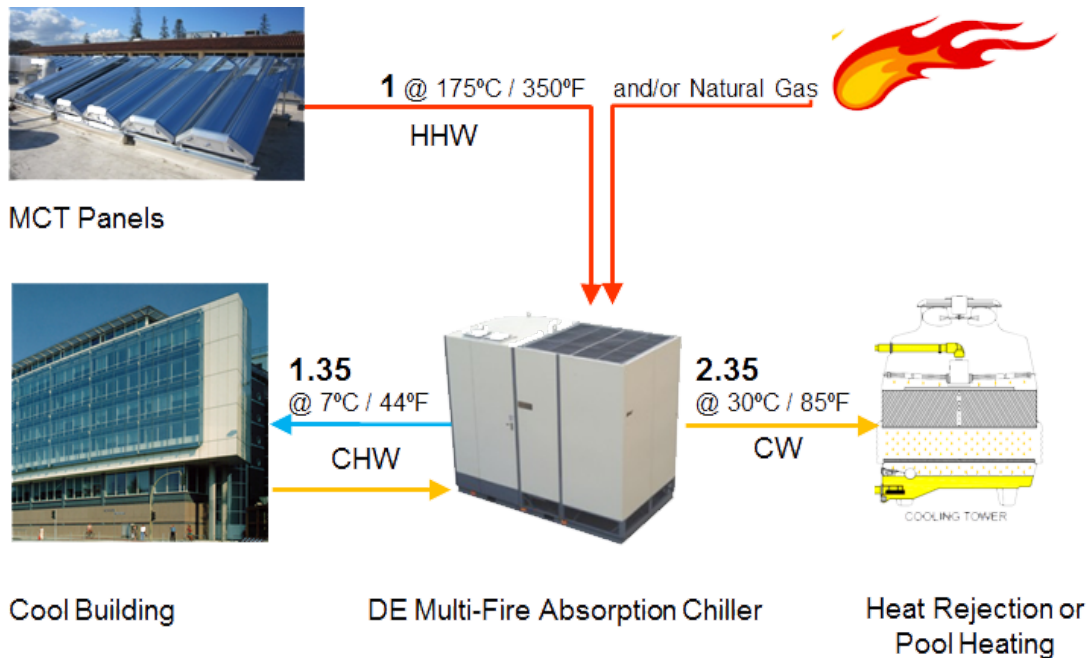 1 @ 175ºC / 350ºF
and/or Natural Gas
HHW
MCT Panels
1.35
@ 7ºC / 44ºF
CHW
2.35
@ 30ºC / 85ºF
CW
COOLING TOWER
Cool Building
DE Multi-Fire Absorption Chiller
Heat Rejection or
Pool Heating